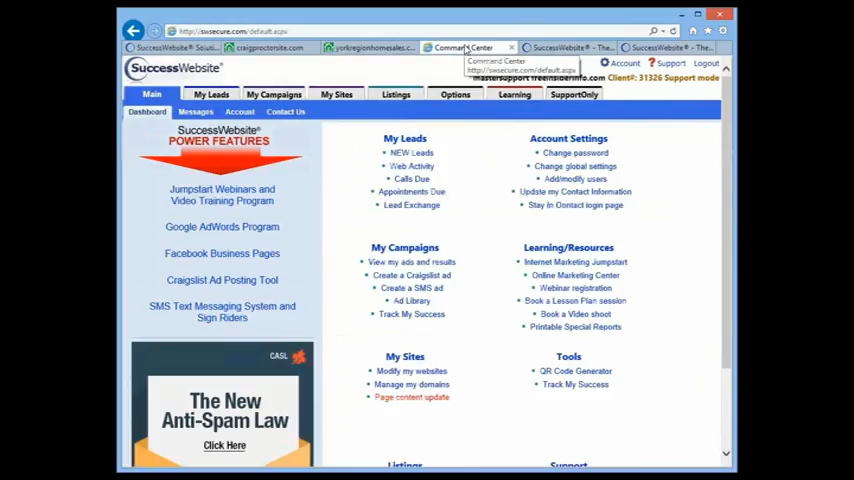 http://swsecure.com/default.aspx
SuccessWebsite® Soluti...
craigproctorsite.com
yorkregionhomesales.c...
Command Center
SuccessWebsite® - The...
SuccessWebsite® - The...
Command Center
http://swsecure.com/default.aspx
SUCCESSWEBSITE®
Account
Support
Logout
mastersupport freeinsiderinfo.com Client#: 31326 Support mode
Main
My Leads
My Campaigns
My Sites
Listings
Options
Learning
SupportOnly
Dashboard
Messages
Account
Contact Us
SuccessWebsite®
POWER FEATURES
Jumpstart Webinars and
Video Training Program
Google AdWords Program
Facebook Business Pages
Craigslist Ad Posting Tool
SMS Text Messaging System and
Sign Riders
CASL
The New
Anti-Spam Law
Click Here
My Leads
NEW Leads
Web Activity
Calls Due
Appointments Due
Lead Exchange
Account Settings
Change password
Change global settings
Add/modify users
Update my Contact Information
Stay In Contact login page
My Campaigns
View my ads and results
Create a Craigslist ad
Create a SMS ad
Ad Library
Track My Success
Learning/Resources
Internet Marketing Jumpstart
Online Marketing Center
Webinar registration
Book a Lesson Plan session
Book a Video shoot
Printable Special Reports
My Sites
Modify my websites
Manage my domains
Page content update
Tools
QR Code Generator
Track My Success
Listings
Support